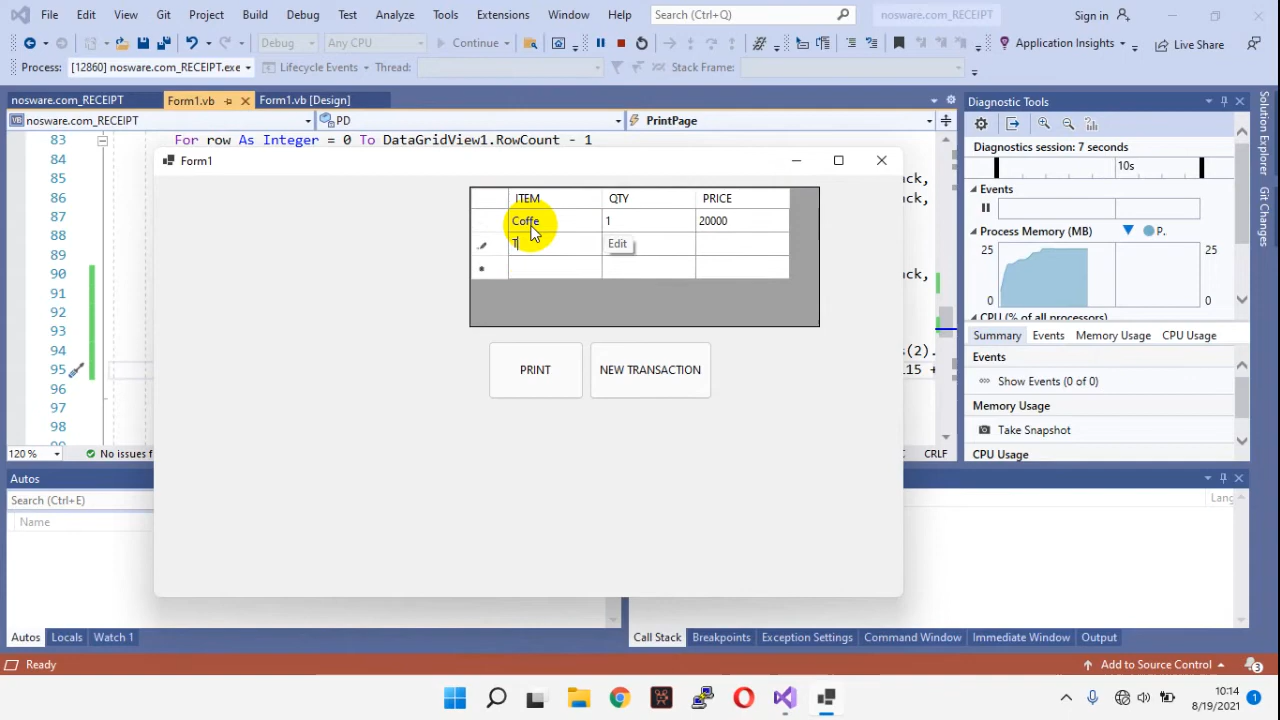 File Edit View Git Project Build Debug Test Analyze Tools Extensions Window Help Search (Ctrl+Q) nosware.com_RECEIPT Sign in
Debug Any CPU Continue Application Insights Live Share
Process: [12860] nosware.com_RECEIPT.exe Lifecycle Events Thread: Stack Frame:
nosware.com_RECEIPT Form1.vb Form1.vb [Design]
nosware.com_RECEIPT PD PrintPage
83 For row As Integer = 0 To DataGridView1.RowCount - 1
84
85
86
87
88
89
90
91
92
93
94
95
96
97
98
Form1
ITEM QTY PRICE
Coffe 1 20000
T Edit
PRINT NEW TRANSACTION
120 % No issues f CRLF
Diagnostic Tools
Diagnostics session: 7 seconds
10s
Events
Process Memory (MB) P.
25 25
0 0
CPU (% of all processors)
Summary Events Memory Usage CPU Usage
Events
Show Events (0 of 0)
Memory Usage
Take Snapshot
CPU Usage
Solution Explorer
Git Changes
Autos
Search (Ctrl+E)
Name
Lang
Autos Locals Watch 1
Call Stack Breakpoints Exception Settings Command Window Immediate Window Output
Ready Add to Source Control 3
10:14
8/19/2021
1